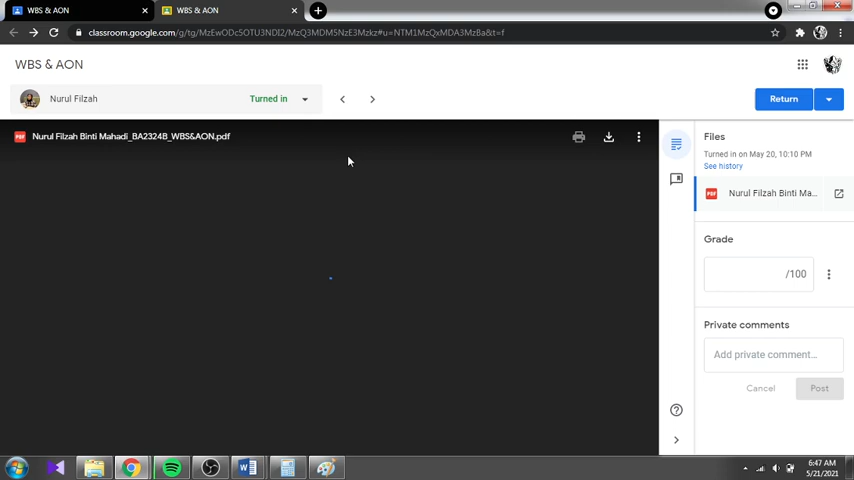 WBS & AON
WBS & AON
classroom.google.com/g/tg/MzEwODc5OTU3NDI2/MzQ3MDM5NzE3Mzkz#u=NTM1MzQxMDA3MzBa&t=f
WBS & AON
Nurul Filzah
Turned in
Return
PDF
Nurul Filzah Binti Mahadi_BA2324B_WBS&AON.pdf
Files
Turned in on May 20, 10:10 PM
See history
PDF
Nurul Filzah Binti Ma...
Grade
/100
Private comments
Add private comment...
Cancel
Post
6:47 AM
5/21/2021